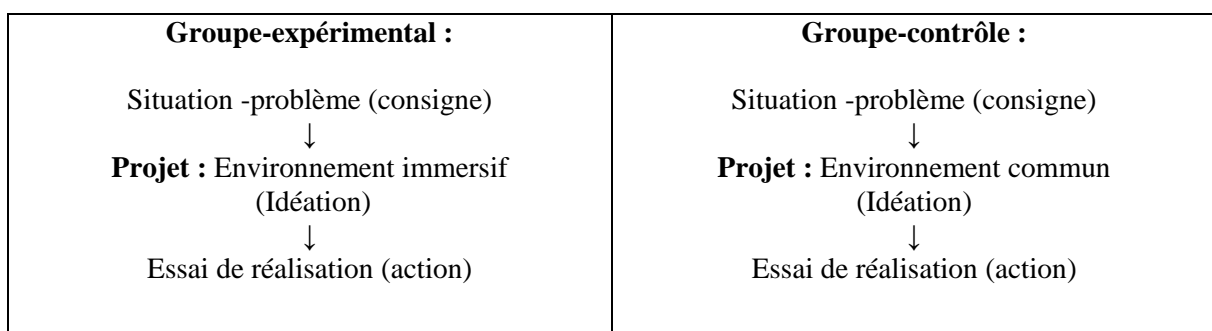 Groupe-expérimental :
Situation -problème (consigne)
↓
Projet : Environnement immersif
(Idéation)
↓
Essai de réalisation (action)
Groupe-contrôle :
Situation -problème (consigne)
↓
Projet : Environnement commun
(Idéation)
↓
Essai de réalisation (action)